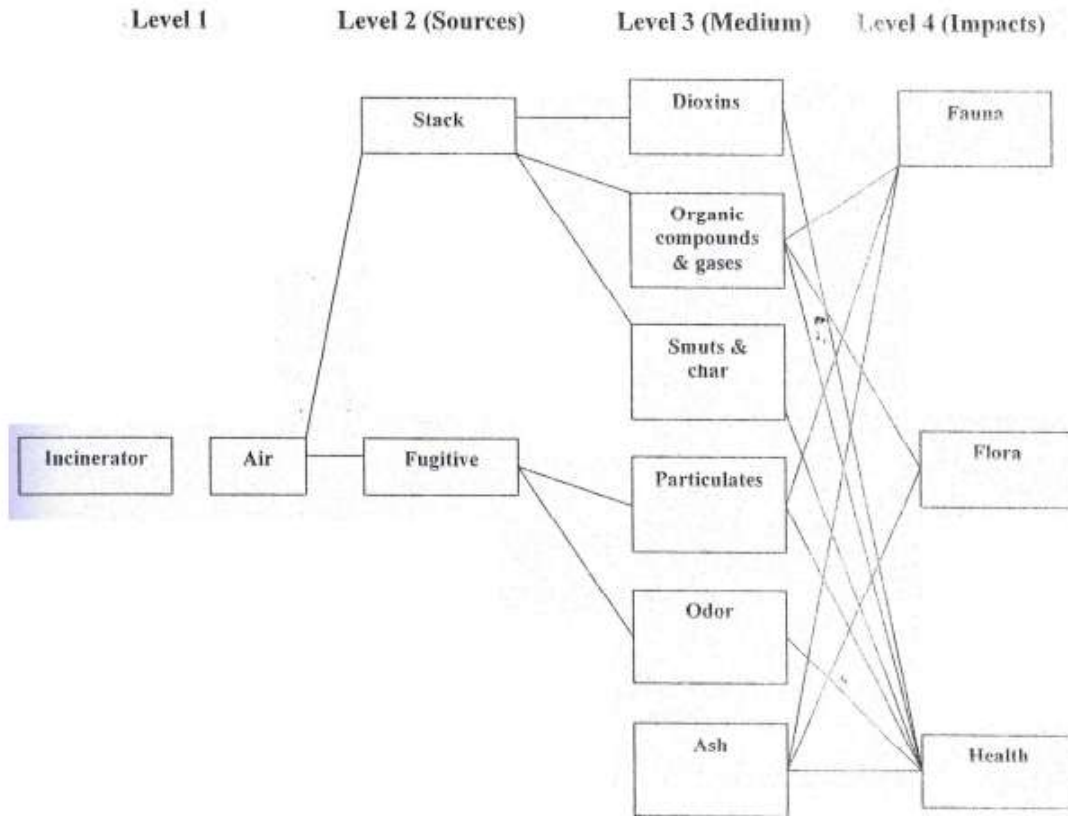 Level 1 Level 2 (Sources) Level 3 (Medium) Level 4 (Impacts)
Stack
Dioxins
Fauna
Organic
compounds
& gases
Smuts &
char
Incinerator
Air
Fugitive
Particulates
Flora
Odor
Ash
Health